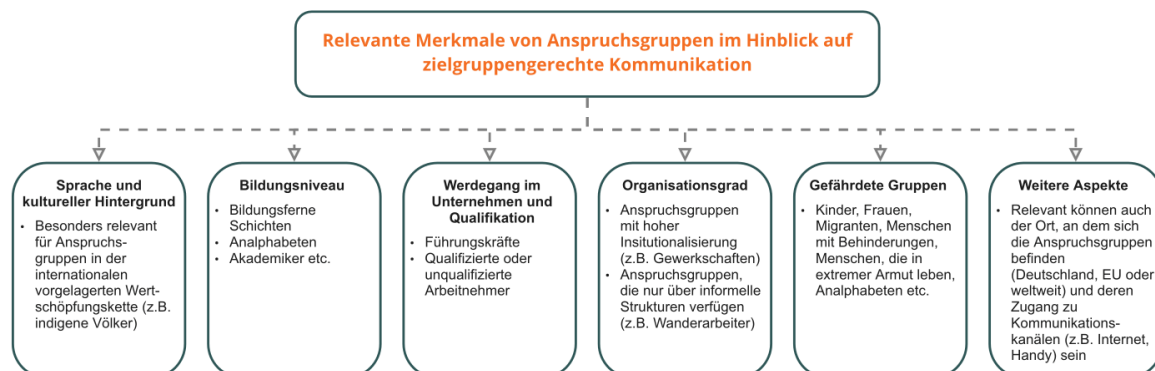 Relevante Merkmale von Anspruchsgruppen im Hinblick auf
zielgruppengerechte Kommunikation
Sprache und
kultureller Hintergrund
• Besonders relevant
für Anspruchs-
gruppen in der
internationalen
vorgelagerten Wert-
schöpfungskette (z.B.
indigene Völker)
Bildungsniveau
• Bildungsferne
Schichten
• Analphabeten
• Akademiker etc.
Werdegang im
Unternehmen und
Qualifikation
• Führungskräfte
• Qualifizierte oder
unqualifizierte
Arbeitnehmer
Organisationsgrad
• Anspruchsgruppen
mit hoher
Insitutionalisierung
(z.B. Gewerkschaften)
• Anspruchsgruppen,
die nur über informelle
Strukturen verfügen
(z.B. Wanderarbeiter)
Gefährdete Gruppen
• Kinder, Frauen,
Migranten, Menschen
mit Behinderungen,
Menschen, die in
extremer Armut leben,
Analphabeten etc.
Weitere Aspekte
• Relevant können auch
der Ort, an dem sich
die Anspruchsgruppen
befinden
(Deutschland, EU oder
weltweit) und deren
Zugang zu
Kommunikations-
kanälen (z.B. Internet,
Handy) sein